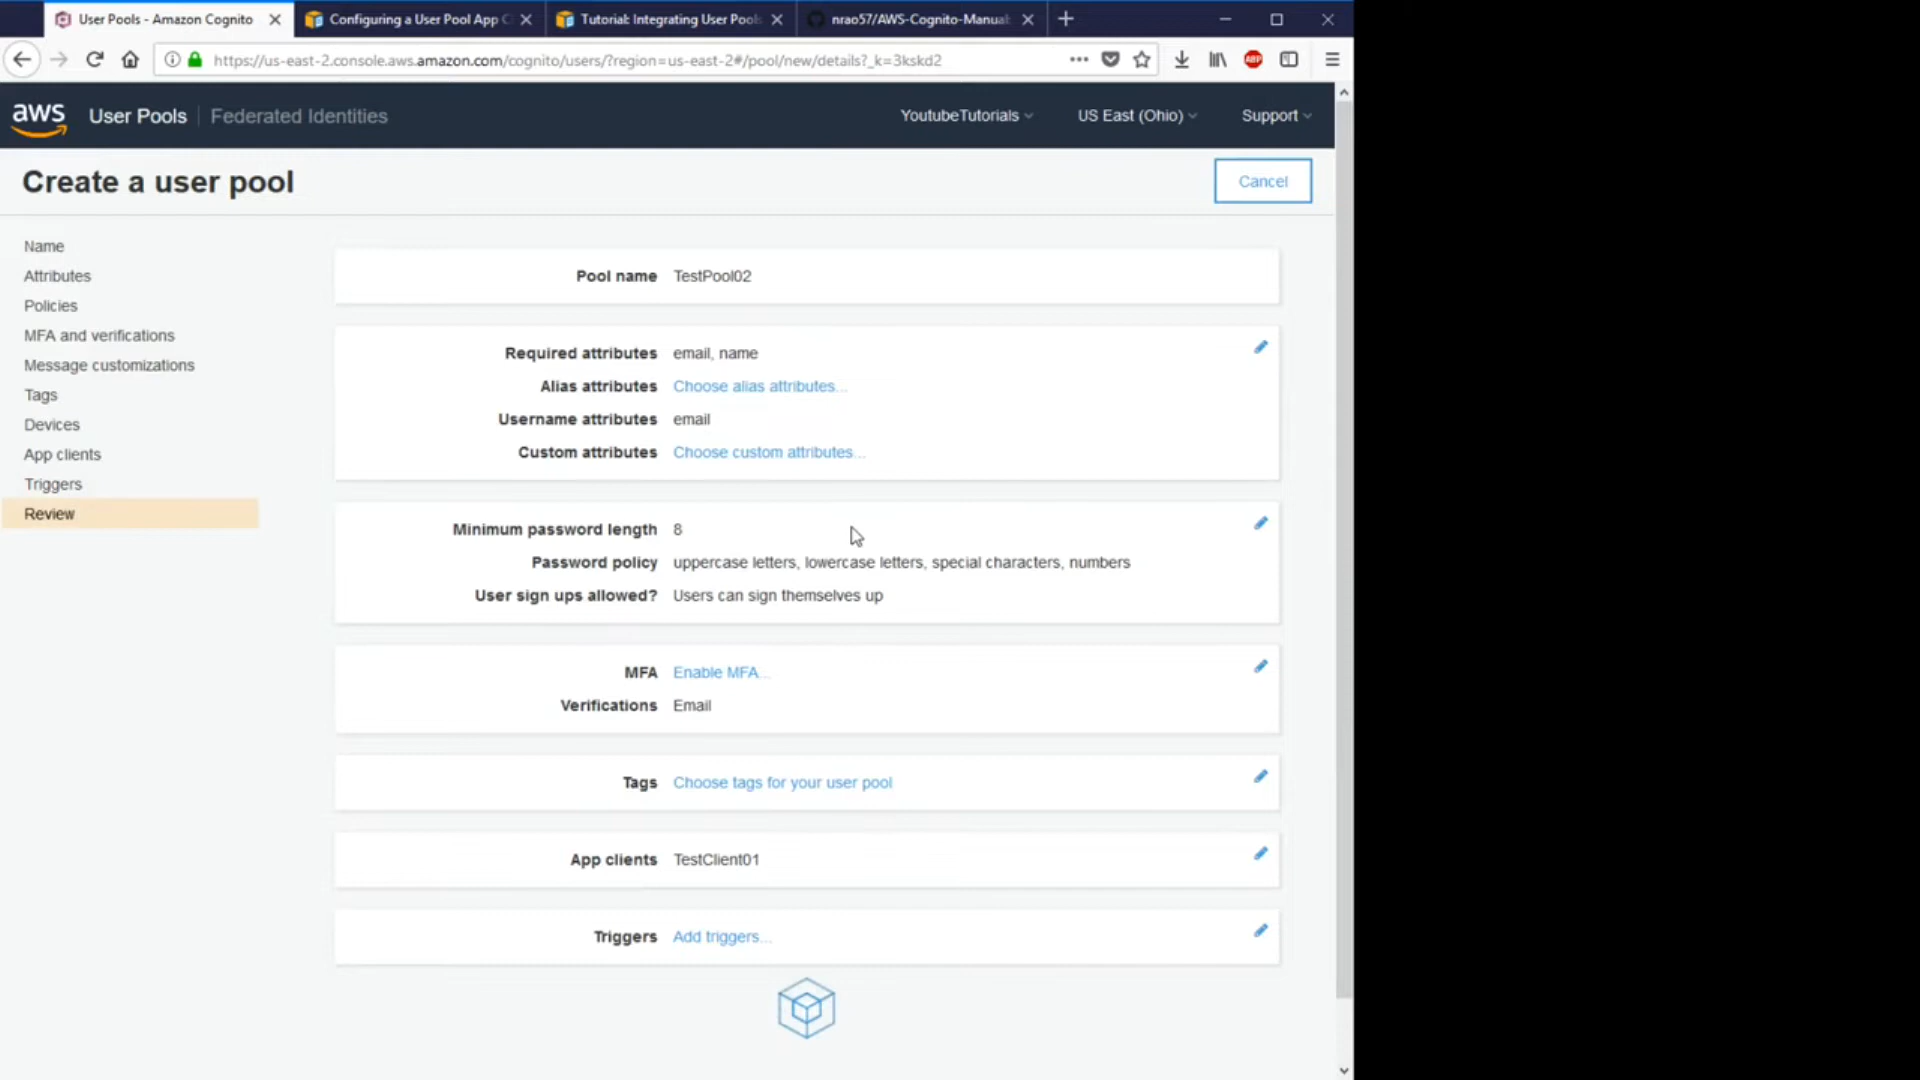 User Pools - Amazon Cognito
Configuring a User Pool App C
Tutorial: Integrating User Pools
nrao57/AWS-Cognito-Manual
https://us-east-2.console.aws.amazon.com/cognito/users/?region=us-east-2#/pool/new/details?_k=3kskd2
ABP
aws User Pools Federated Identities YoutubeTutorials US East (Ohio) Support
Create a user pool
Cancel
Name
Attributes
Policies
MFA and verifications
Message customizations
Tags
Devices
App clients
Triggers
Review
Pool name TestPool02
Required attributes email, name
Alias attributes Choose alias attributes...
Username attributes email
Custom attributes Choose custom attributes...
Minimum password length 8
Password policy uppercase letters, lowercase letters, special characters, numbers
User sign ups allowed? Users can sign themselves up
MFA Enable MFA...
Verifications Email
Tags Choose tags for your user pool
App clients TestClient01
Triggers Add triggers...